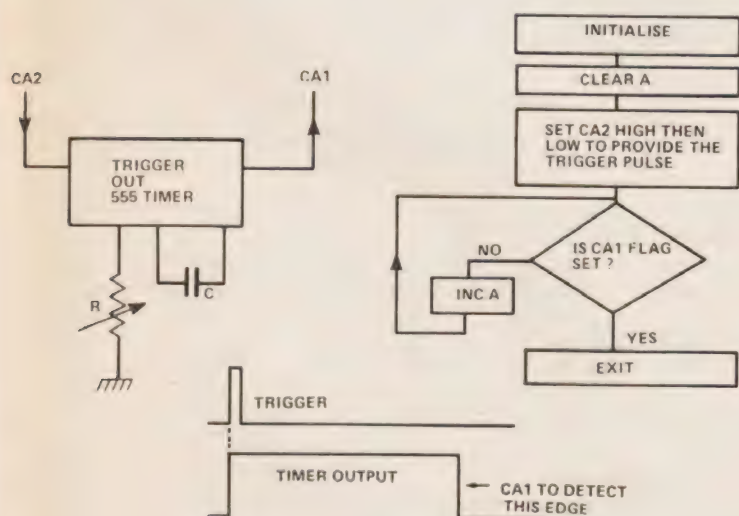 CA2
CA1
TRIGGER
OUT
555 TIMER
R
C
INITIALISE
CLEAR A
SET CA2 HIGH THEN
LOW TO PROVIDE THE
TRIGGER PULSE
IS CA1 FLAG
SET ?
NO
INC A
YES
EXIT
TRIGGER
TIMER OUTPUT
CA1 TO DETECT
THIS EDGE